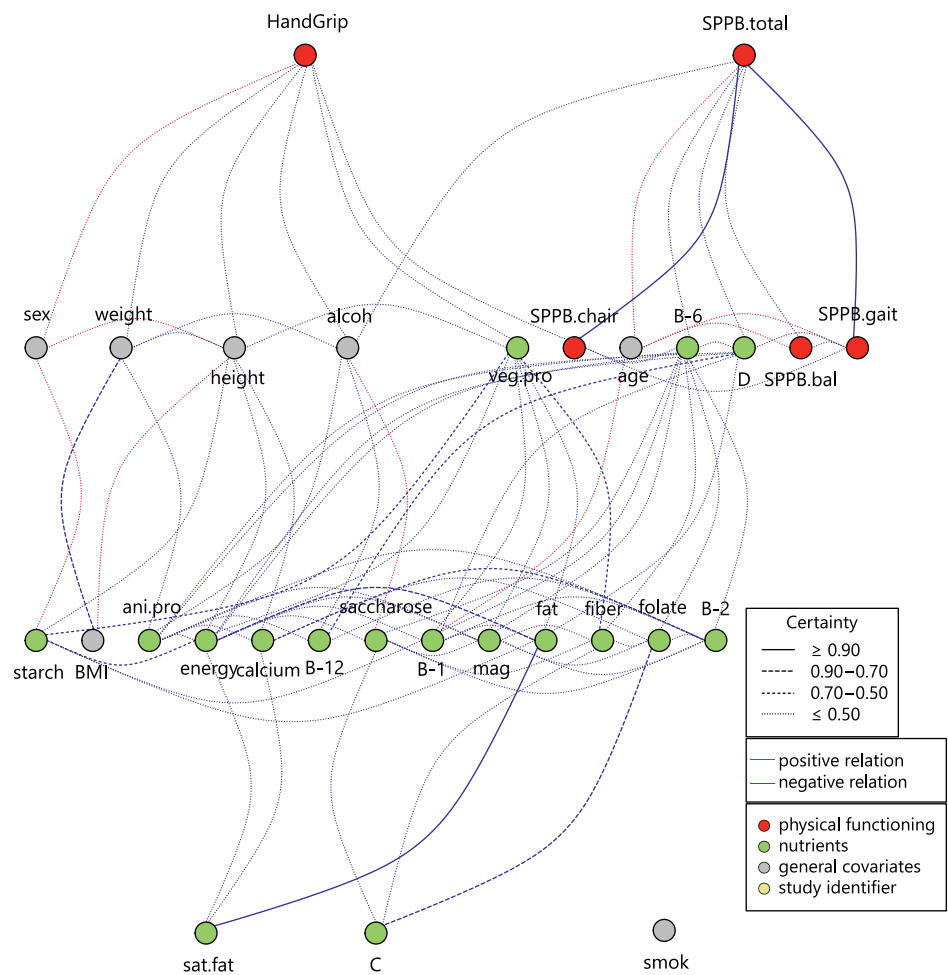 HandGrip
SPPB.total
sex
weight
alcoh
SPPB.chair
B-6
SPPB.gait
height
veg.pro
age
D
SPPB.bal
ani.pro
saccharose
fat
fiber
folate
B-2
starch
BMI
energy
calcium
B-12
B-1
mag
Certainty
≥ 0.90
0.90–0.70
0.70–0.50
≤ 0.50
positive relation
negative relation
physical functioning
nutrients
general covariates
study identifier
sat.fat
C
smok